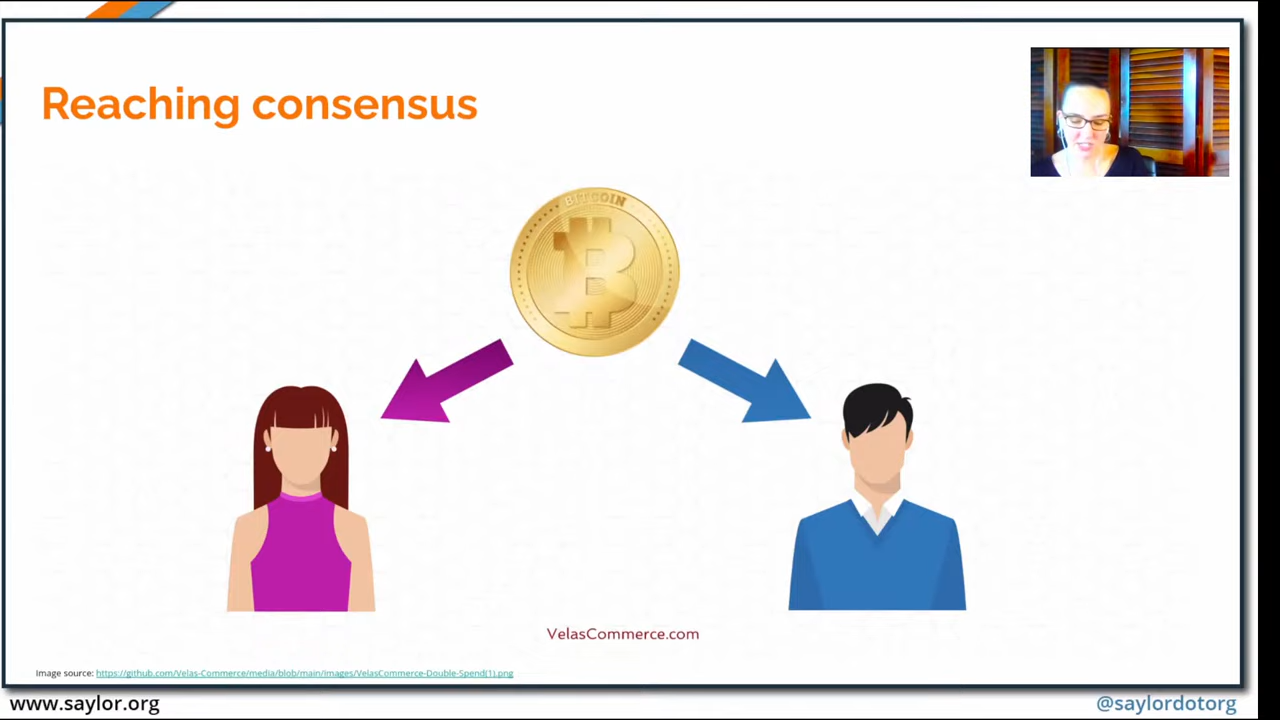 Reaching consensus
BITCOIN
VelasCommerce.com
Image source: https://github.com/Velas-Commerce/media/blob/main/images/VelasCommerce-Double-Spend(1).png
www.saylor.org
@saylordotorg